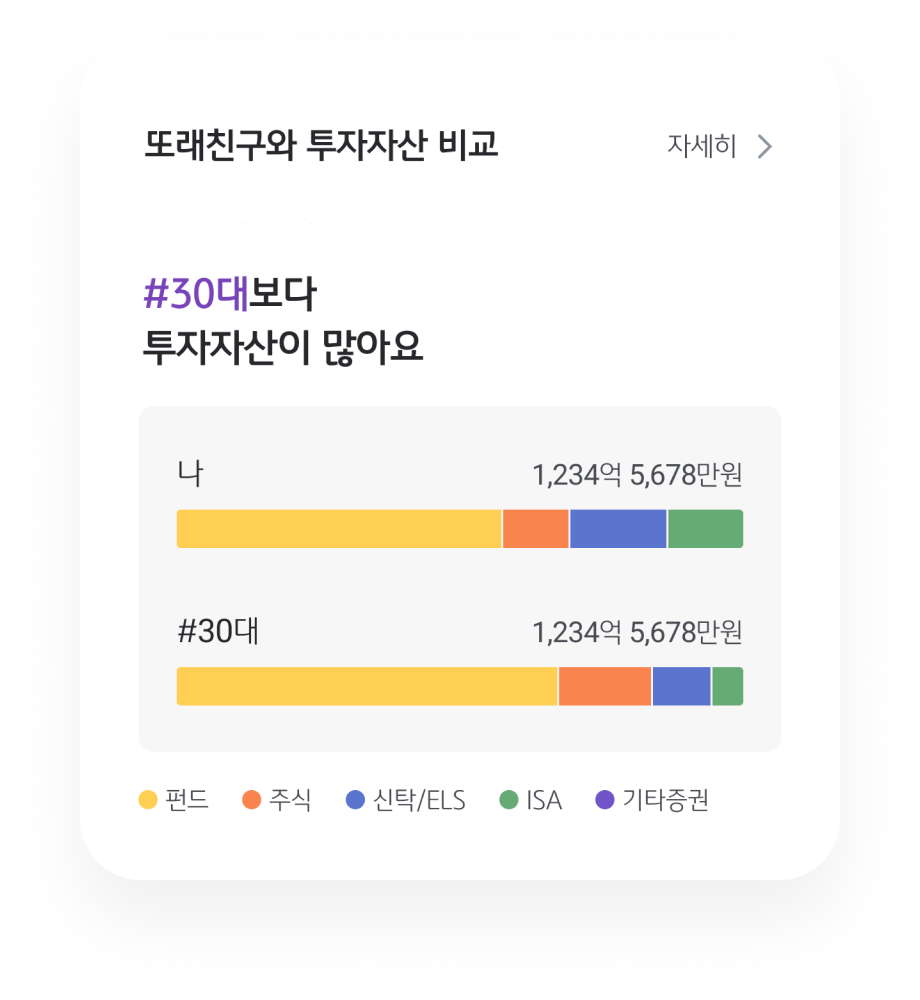 또래친구와 투자자산 비교
자세히
#30대보다
투자자산이 많아요
나
1,234억 5,678만원
#30대
1,234억 5,678만원
펀드
주식
신탁/ELS
ISA
기타증권